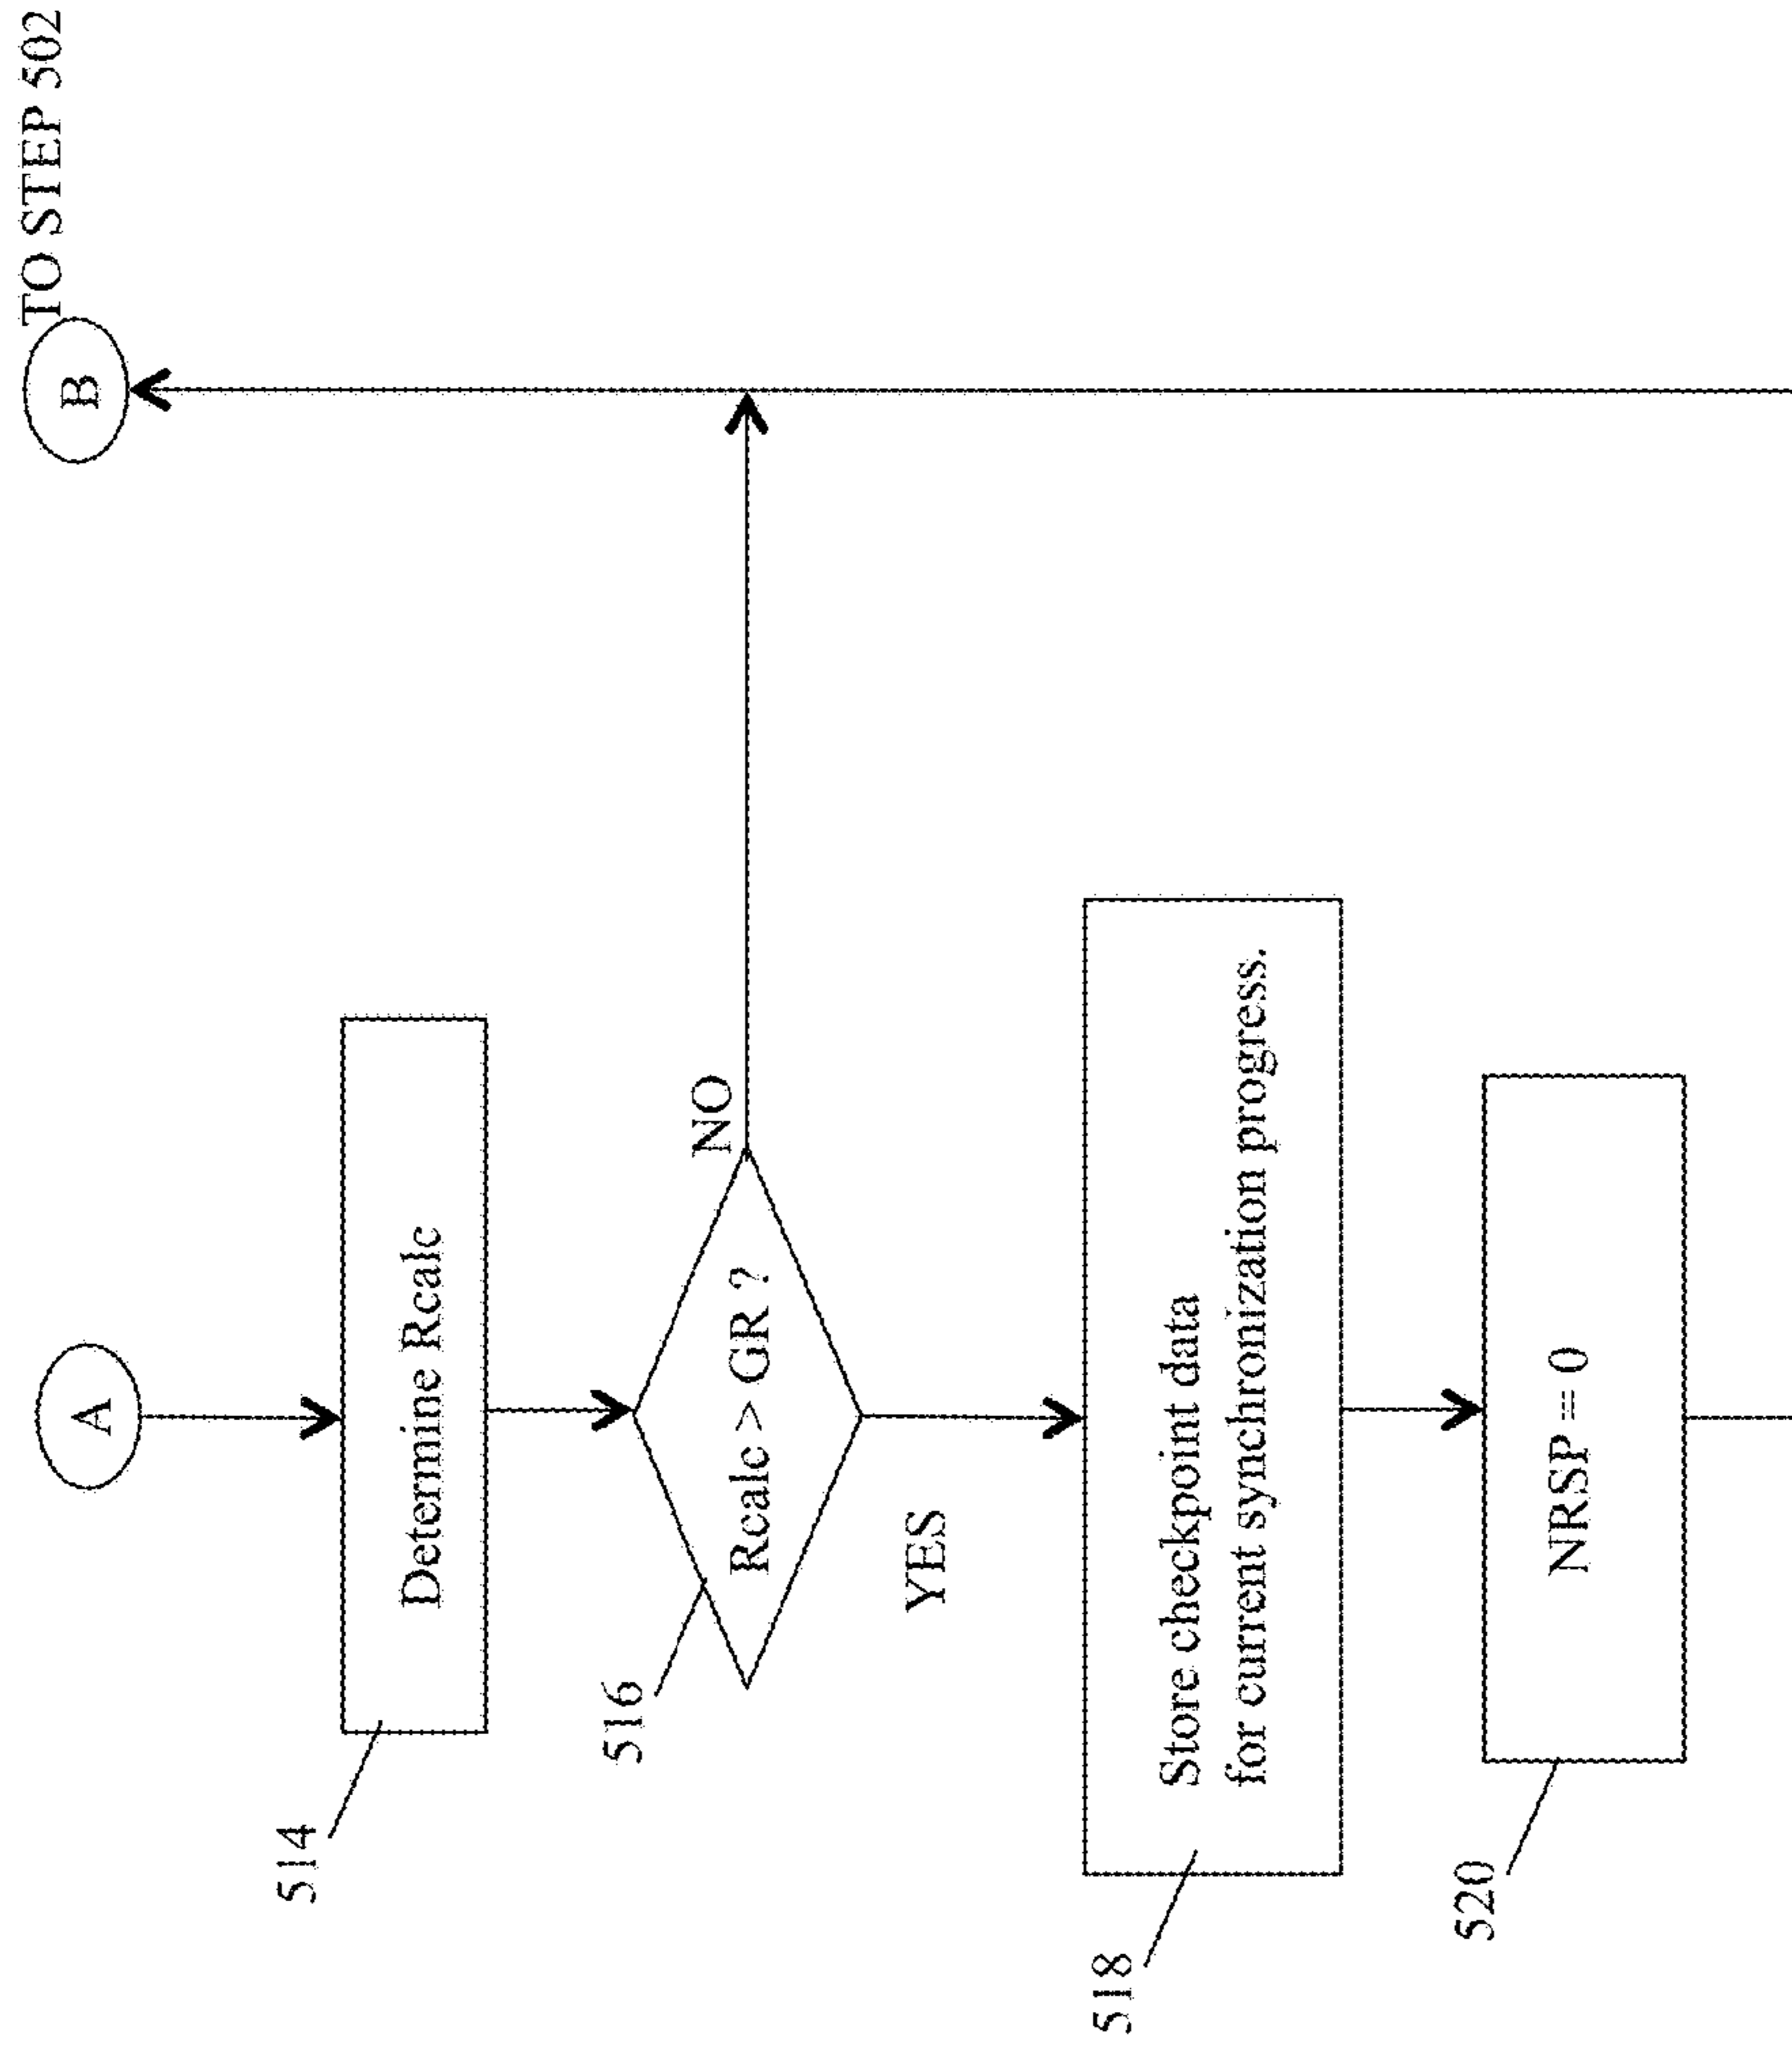 A
514
Determine Rcalc
516
Rcalc > GR ?
NO
YES
518
Store checkpoint data
for current synchronization progress.
520
NRSP = 0
B
TO STEP 502